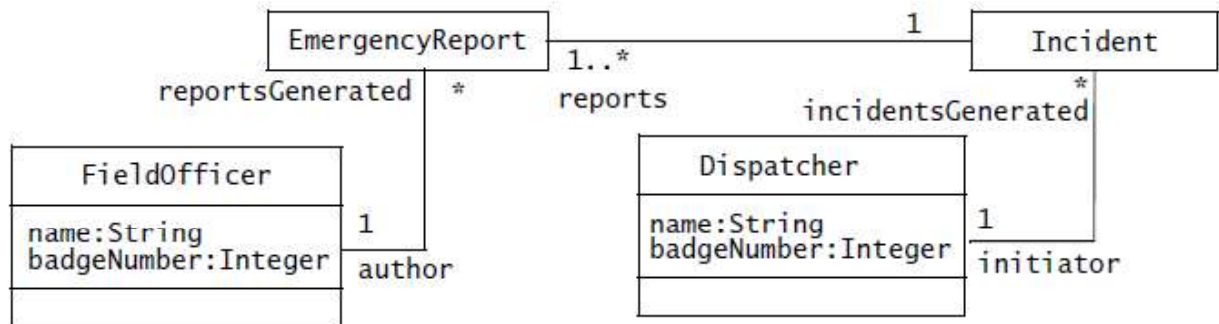 EmergencyReport
1
Incident
1..*
reportsGenerated
*
reports
*
incidentsGenerated
FieldOfficer
name:String
badgeNumber:Integer
1
author
Dispatcher
name:String
badgeNumber:Integer
1
initiator